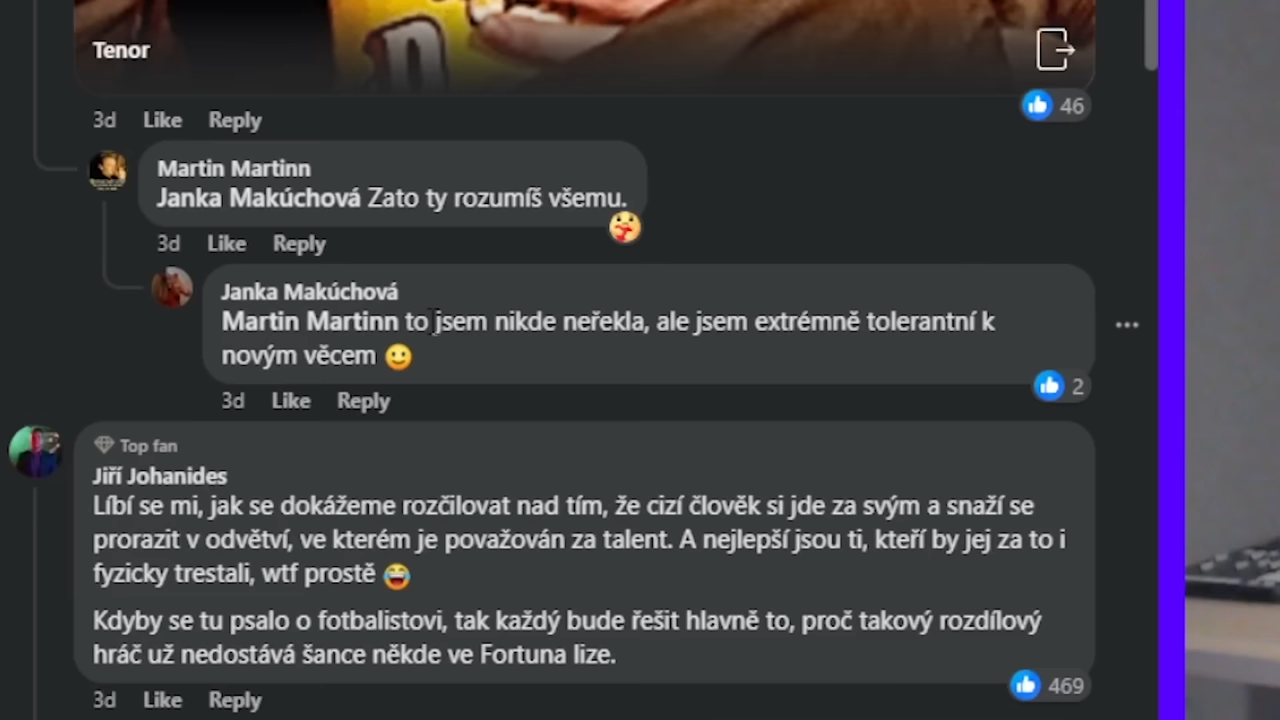 Tenor
46
3d Like Reply
Martin Martinn
Janka Makúchová Zato ty rozumíš všemu.
3d Like Reply
Janka Makúchová
Martin Martinn to jsem nikde neřekla, ale jsem extrémně tolerantní k
novým věcem 🙂
2
3d Like Reply
Top fan
Jiří Johanides
Líbí se mi, jak se dokážeme rozčilovat nad tím, že cizí člověk si jde za svým a snaží se
prorazit v odvětví, ve kterém je považován za talent. A nejlepší jsou ti, kteří by jej za to i
fyzicky trestali, wtf prostě 😂
Kdyby se tu psalo o fotbalistovi, tak každý bude řešit hlavně to, proč takový rozdílový
hráč už nedostává šance někde ve Fortuna lize.
469
3d Like Reply